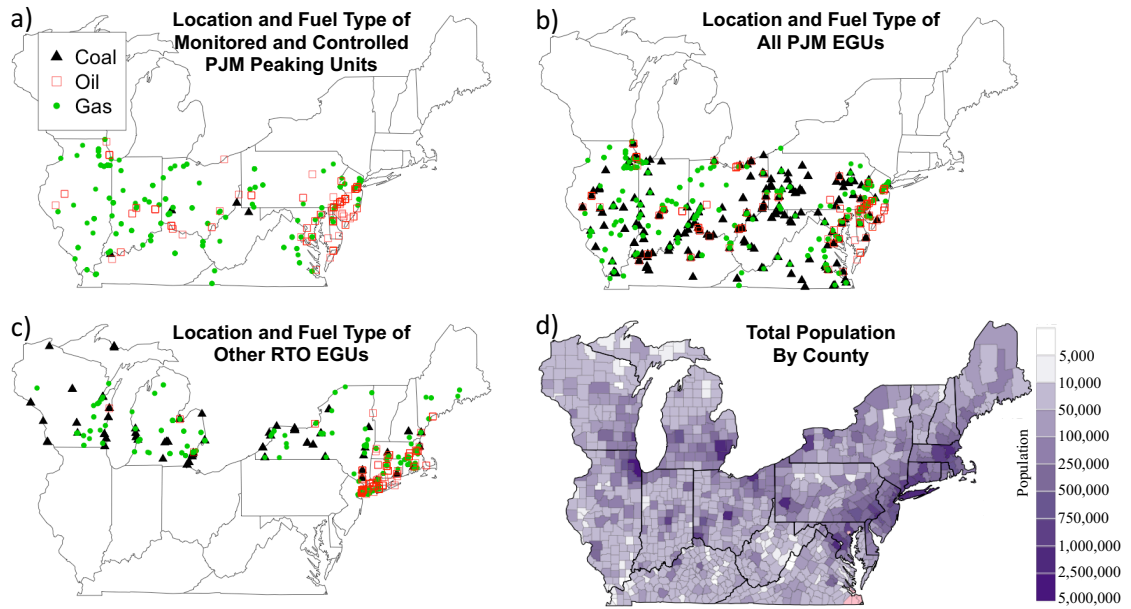 a)
Location and Fuel Type of
Monitored and Controlled
PJM Peaking Units
Coal
Oil
Gas
b)
Location and Fuel Type of
All PJM EGUs
c)
Location and Fuel Type of
Other RTO EGUs
d)
Total Population
By County
Population
5,000
10,000
50,000
100,000
250,000
500,000
750,000
1,000,000
2,500,000
5,000,000